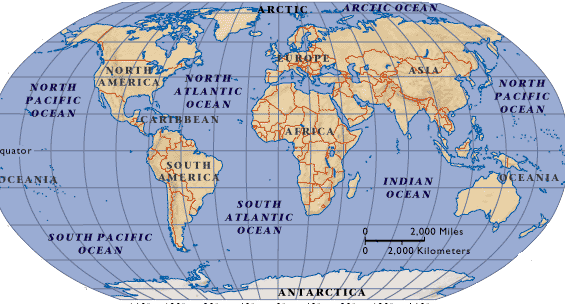 ARCTIC
ARCTIC OCEAN
EUROPE
ASIA
NORTH
AMERICA
NORTH
PACIFIC
OCEAN
NORTH
ATLANTIC
OCEAN
NORTH
PACIFIC
OCEAN
CARIBBEAN
AFRICA
quator
SOUTH
AMERICA
OCEANIA
OCEANIA
INDIAN
OCEAN
SOUTH
ATLANTIC
OCEAN
SOUTH PACIFIC
OCEAN
0 2,000 Miles
0 2,000 Kilometers
ANTARCTICA